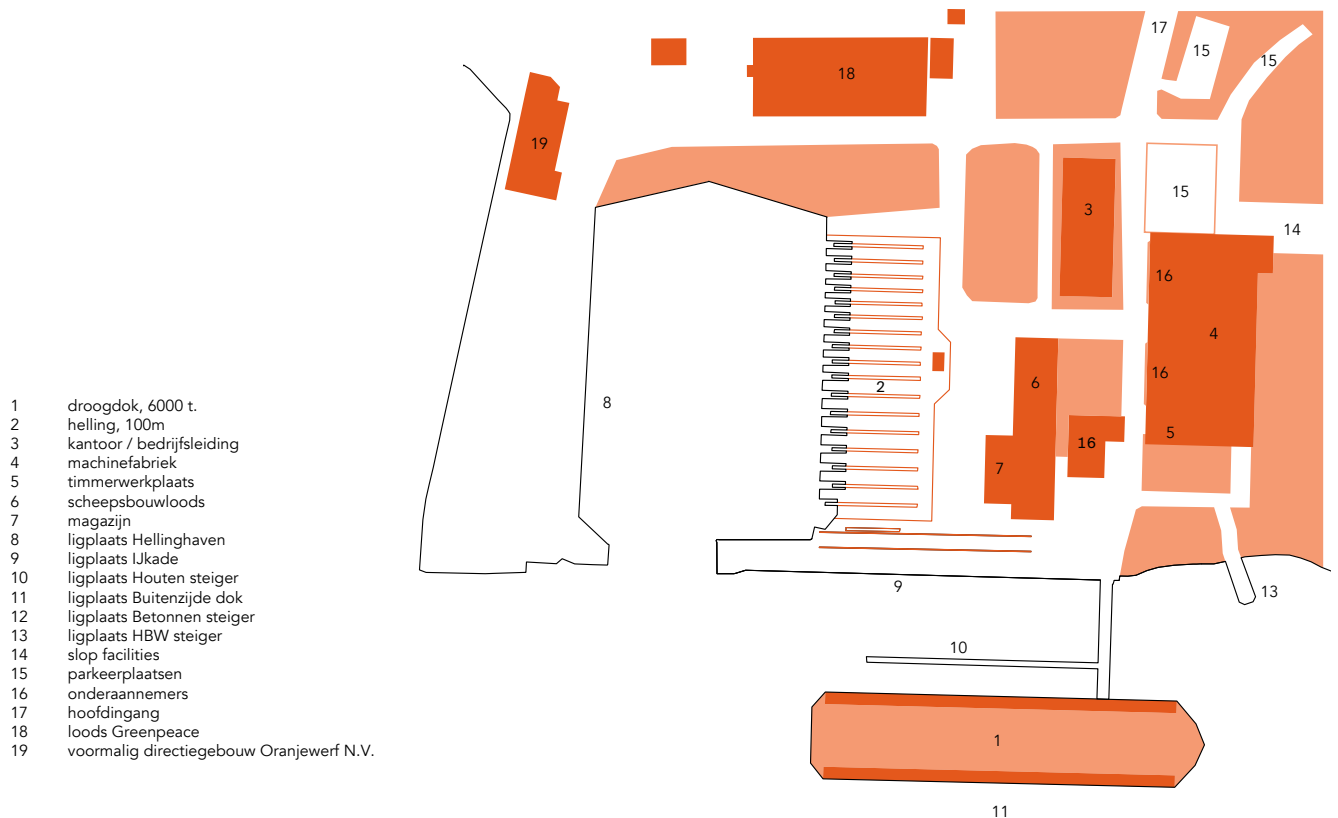 17
15
15
18
19
3
15
14
16
4
16
2
6
8
5
16
7
9
13
10
1
11
1 droogdok, 6000 t.
2 helling, 100m
3 kantoor / bedrijfsleiding
4 machinefabriek
5 timmerwerkplaats
6 scheepsbouwloods
7 magazijn
8 ligplaats Hellinghaven
9 ligplaats IJkade
10 ligplaats Houten steiger
11 ligplaats Buitenzijde dok
12 ligplaats Betonnen steiger
13 ligplaats HBW steiger
14 slop facilities
15 parkeerplaatsen
16 onderaannemers
17 hoofdingang
18 loods Greenpeace
19 voormalig directiegebouw Oranjewerf N.V.